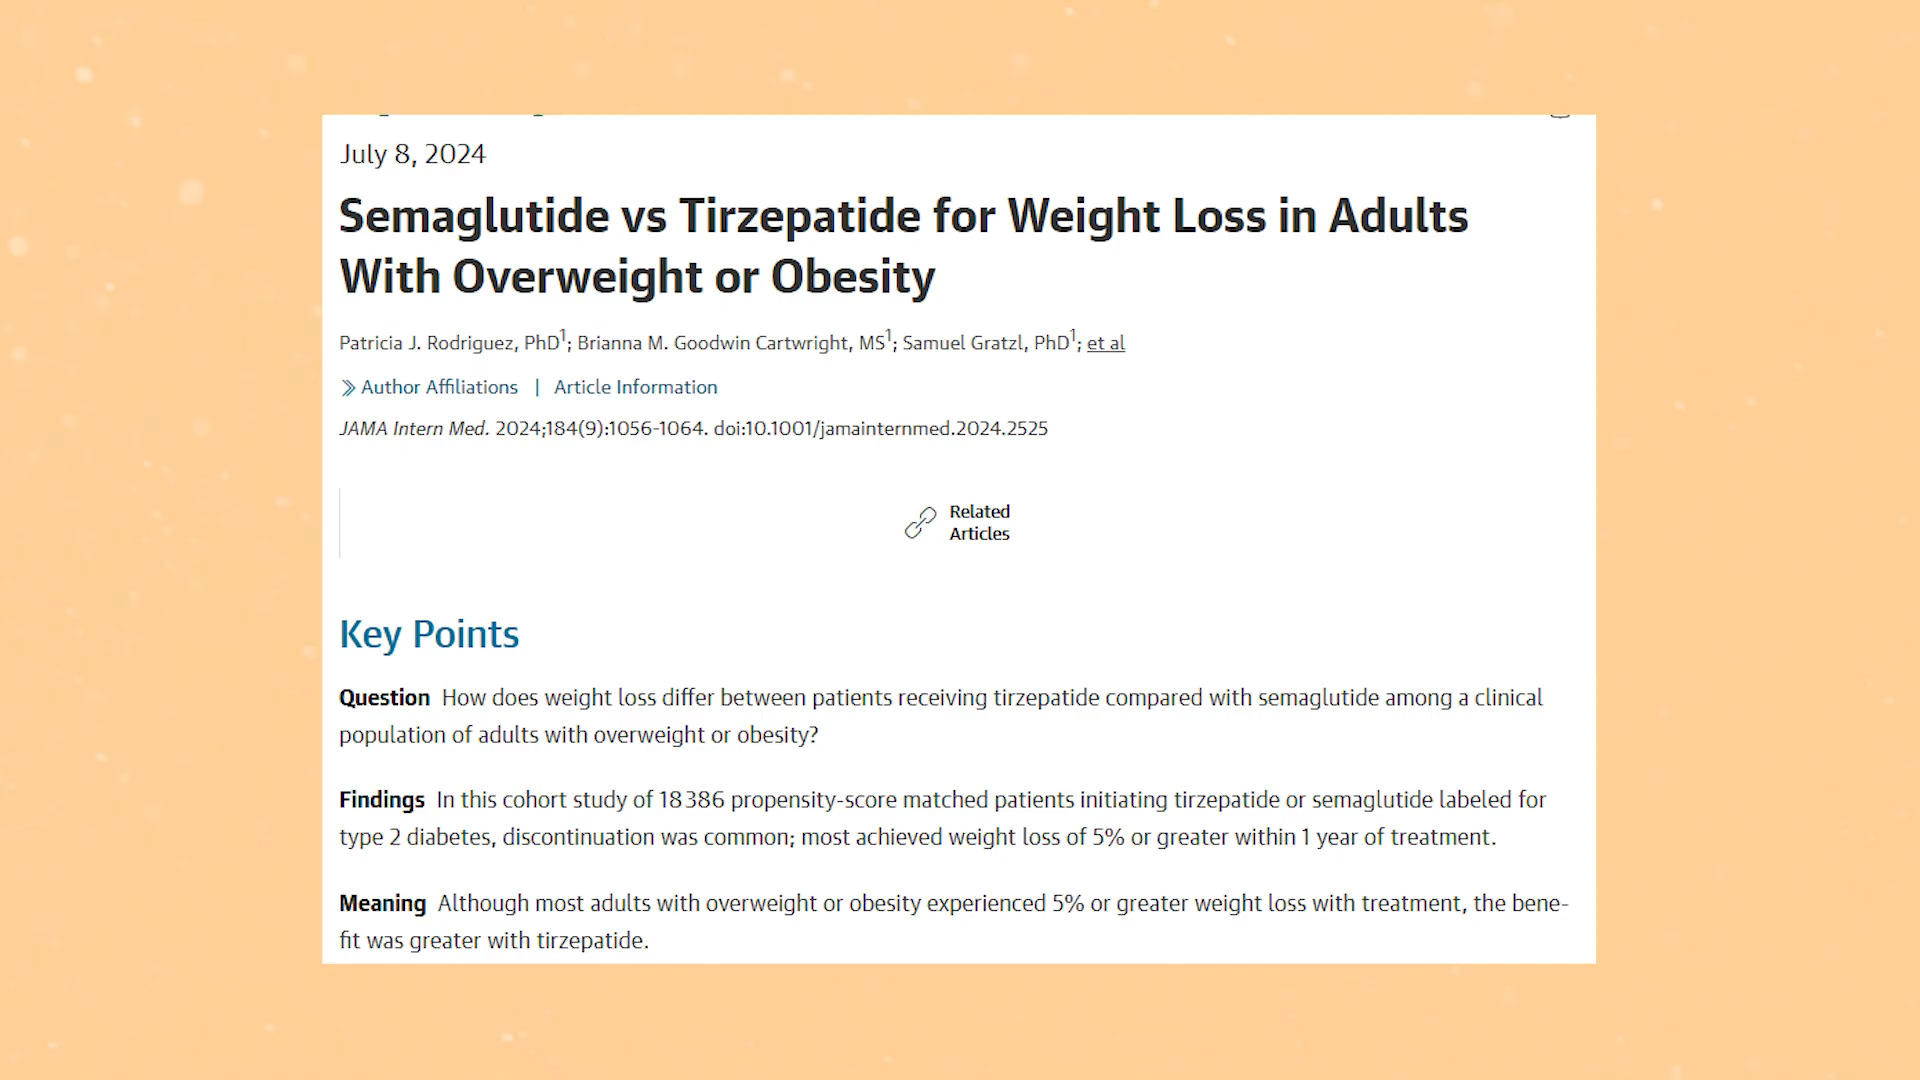 July 8, 2024
Semaglutide vs Tirzepatide for Weight Loss in Adults
With Overweight or Obesity
Patricia J. Rodriguez, PhD1; Brianna M. Goodwin Cartwright, MS1; Samuel Gratzl, PhD1; et al
Author Affiliations | Article Information
JAMA Intern Med. 2024;184(9):1056-1064. doi:10.1001/jamainternmed.2024.2525
Related
Articles
Key Points
Question How does weight loss differ between patients receiving tirzepatide compared with semaglutide among a clinical
population of adults with overweight or obesity?
Findings In this cohort study of 18 386 propensity-score matched patients initiating tirzepatide or semaglutide labeled for
type 2 diabetes, discontinuation was common; most achieved weight loss of 5% or greater within 1 year of treatment.
Meaning Although most adults with overweight or obesity experienced 5% or greater weight loss with treatment, the bene-
fit was greater with tirzepatide.